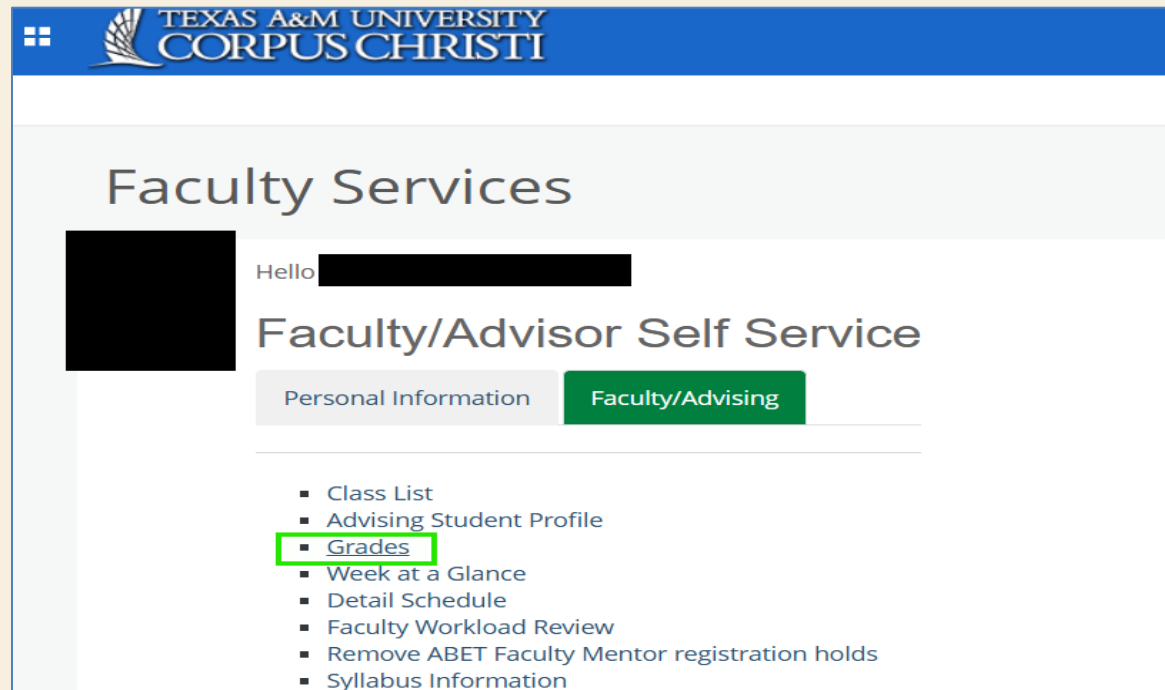 TEXAS A&M UNIVERSITY
CORPUS CHRISTI
Faculty Services
Hello
Faculty/Advisor Self Service
Personal Information
Faculty/Advising
Class List
Advising Student Profile
Grades
Week at a Glance
Detail Schedule
Faculty Workload Review
Remove ABET Faculty Mentor registration holds
Syllabus Information